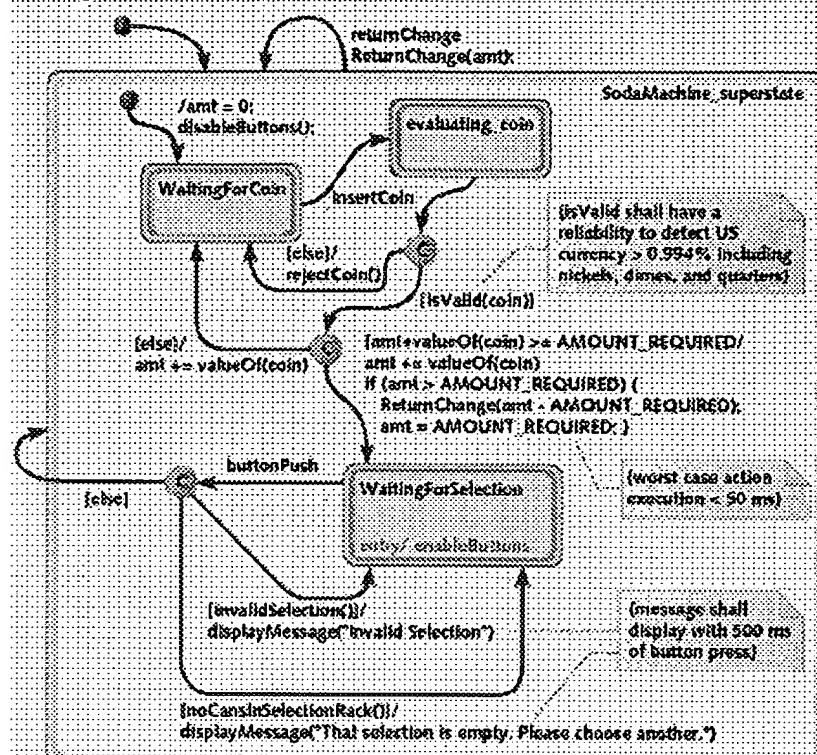 returnChange
ReturnChange(amt);
SodaMachine_superstate
/amt = 0;
disableButtons();
evaluating_coin
WaitingForCoin
insertCoin
{isValid shall have a
reliability to detect US
currency > 0.994% including
nickels, dimes, and quarters}
[else]/
rejectCoin()
C
[isValid(coin)]
[else]/
amt += valueOf(coin)
C
[amt+valueOf(coin) >= AMOUNT_REQUIRED/
amt += valueOf(coin)
if (amt > AMOUNT_REQUIRED) {
ReturnChange(amt - AMOUNT_REQUIRED);
amt = AMOUNT_REQUIRED; }
buttonPush
C
[else]
WaitingForSelection
entry/ enableButtons
{worst case action
execution < 50 ms}
[invalidSelection()]/
displayMessage("Invalid Selection")
{message shall
display with 500 ms
of button press}
[noCansInSelectionRack()]/
displayMessage("That selection is empty. Please choose another.")